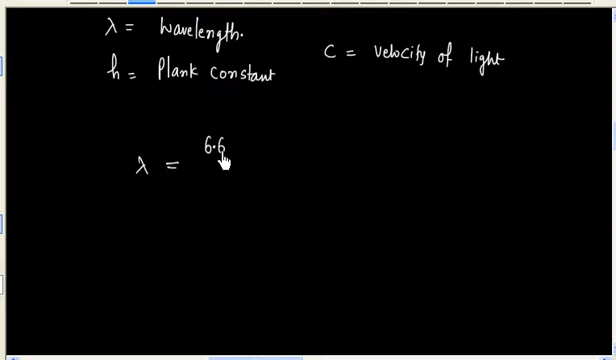 λ = Wavelength.
C = Velocity of light
h = Plank constant
λ = 6.6